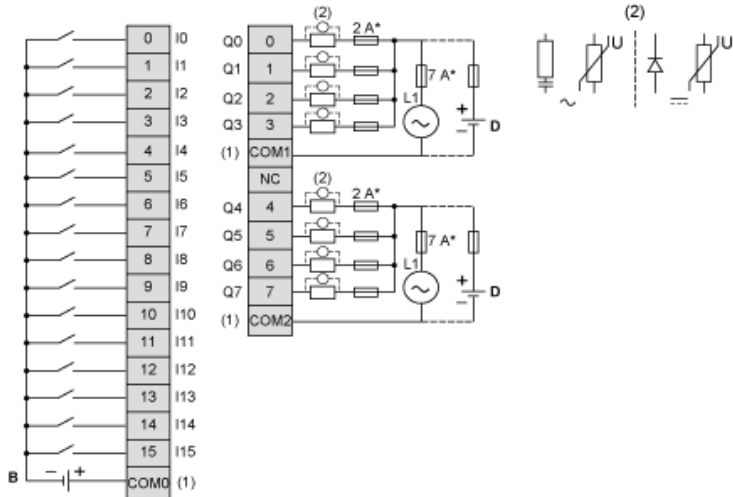 0 I0
1 I1
2 I2
3 I3
4 I4
5 I5
6 I6
7 I7
8 I8
9 I9
10 I10
11 I11
12 I12
13 I13
14 I14
15 I15
B - + COM0 (1)
(2) 2 A*
Q0 0
Q1 1
Q2 2
Q3 3
7 A*
L1
+
- D
(1) COM1
NC
(2) 2 A*
Q4 4
Q5 5
Q6 6
Q7 7
7 A*
L1
+
- D
(1) COM2
(2)
U U